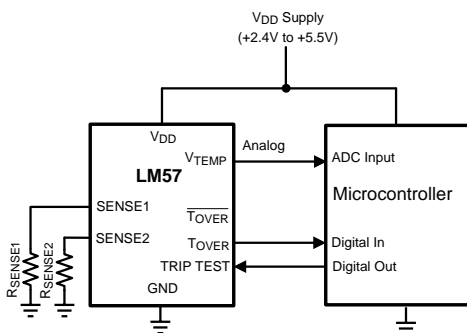 VDD Supply
(+2.4V to +5.5V)
VDD
VTEMP
Analog
ADC Input
LM57
Microcontroller
SENSE1
TOVER
SENSE2
TOVER
Digital In
TRIP TEST
Digital Out
GND
RSENSE1
RSENSE2